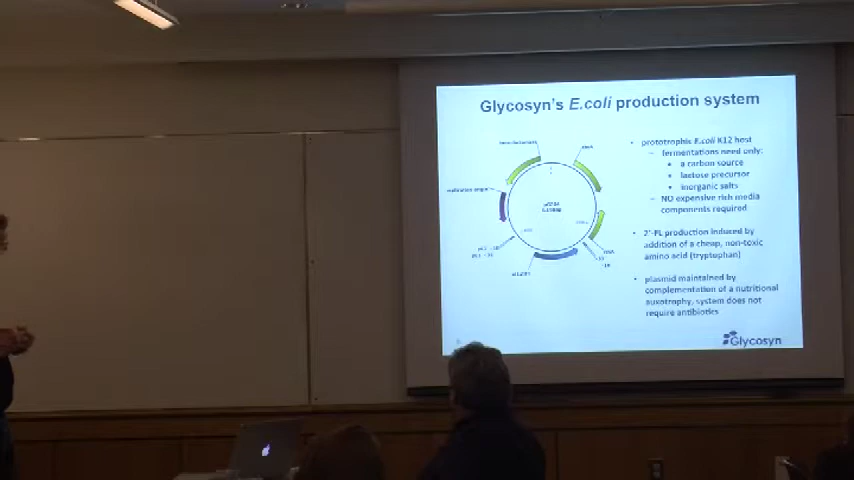 Glycosyn's E.coli production system
• prototrophic E.coli K12 host
– fermentations need only:
• a carbon source
• lactose precursor
• inorganic salts
– NO expensive rich media
components required
• 2'-FL production induced by
addition of a cheap, non-toxic
amino acid (tryptophan)
• plasmid maintained by
complementation of a nutritional
auxotrophy, system does not
require antibiotics
Glycosyn